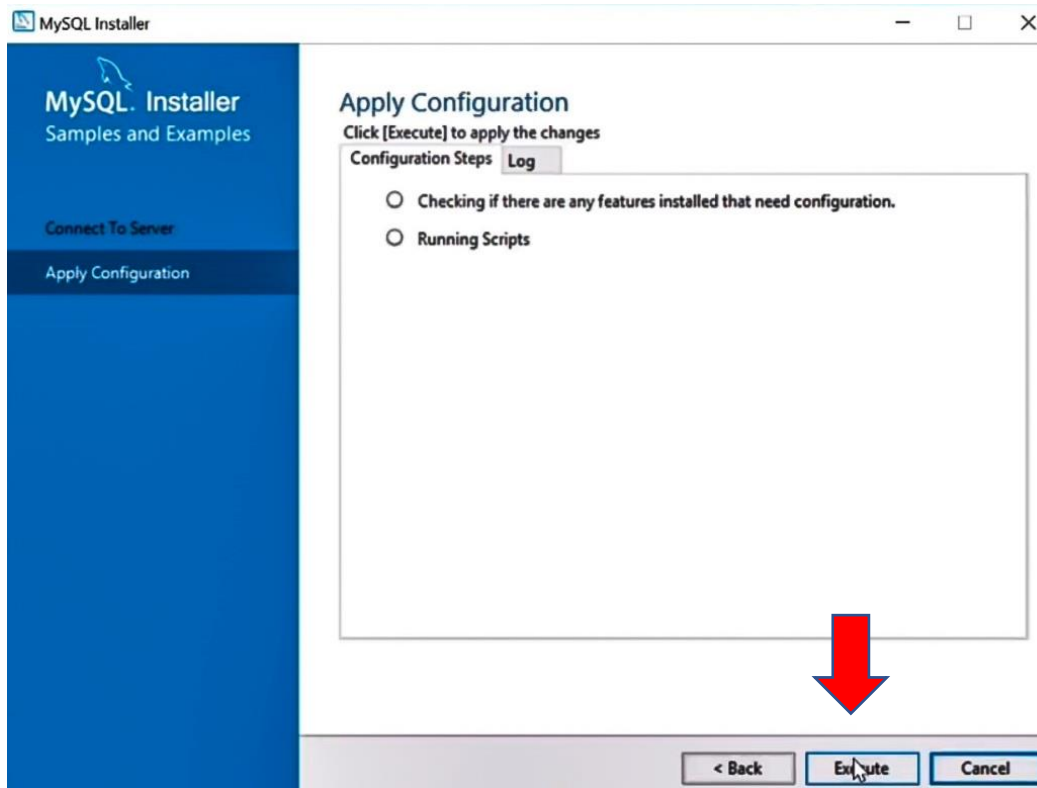 MySQL Installer
MySQL. Installer
Samples and Examples
Connect To Server
Apply Configuration
Apply Configuration
Click [Execute] to apply the changes
Configuration Steps Log
Checking if there are any features installed that need configuration.
Running Scripts
< Back Execute Cancel